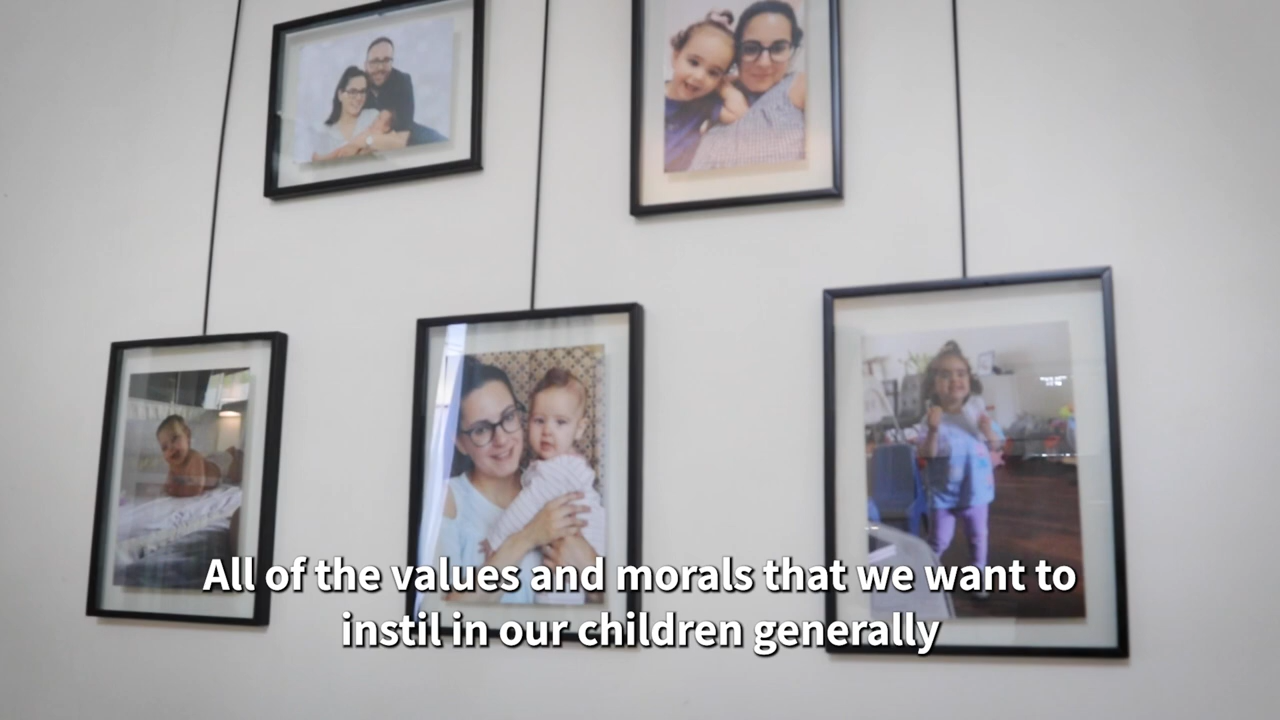 All of the values and morals that we want to
instil in our children generally